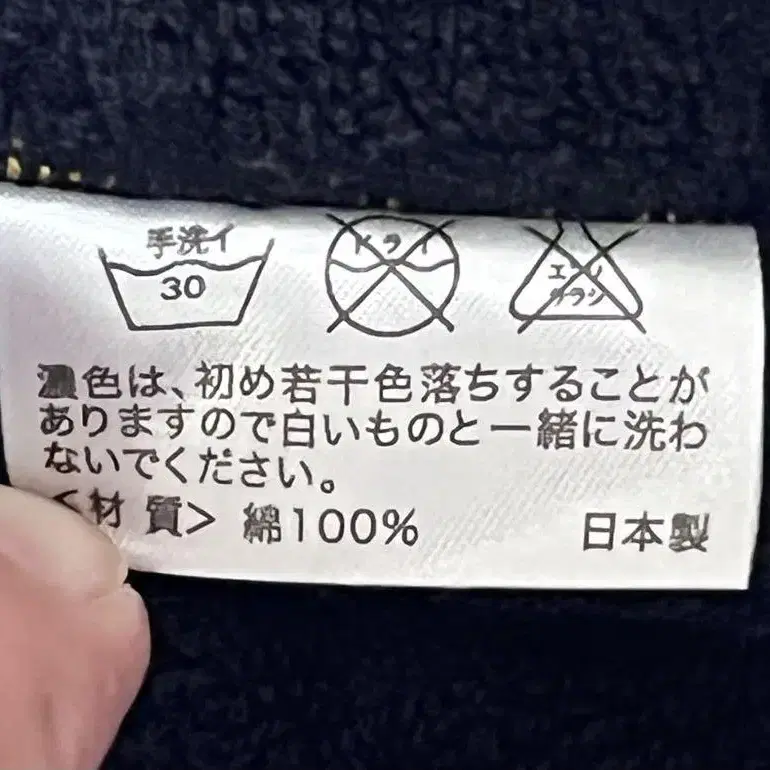 手洗イ
30
ドライ
エンソ
サラシ
濃色は、初め若干色落ちすることが
ありますので白いものと一緒に洗わ
ないでください。
<材 質> 綿100%
日本製